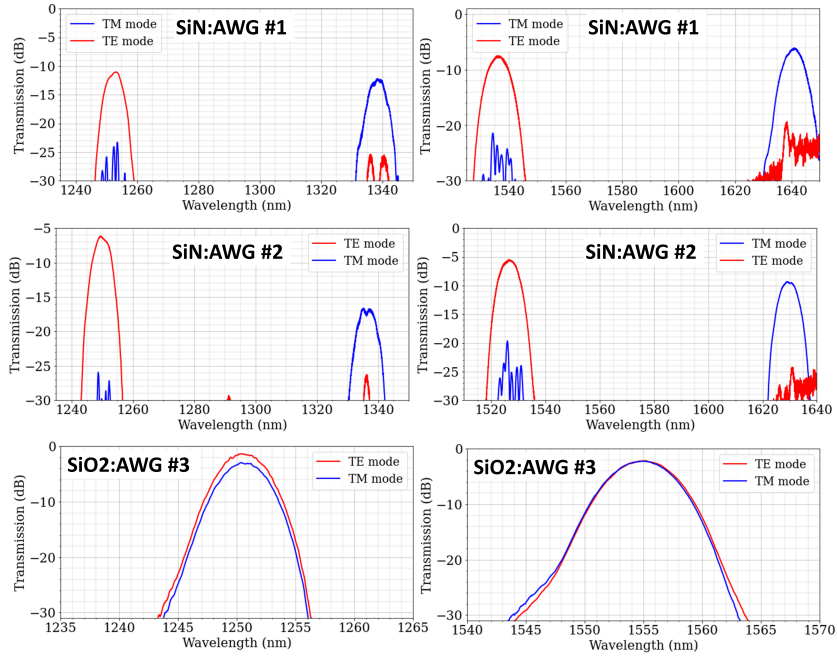 SiN:AWG #1
TM mode
TE mode
Transmission (dB)
0
−5
−10
−15
−20
−25
−30
1240
1260
1280
1300
1320
1340
Wavelength (nm)
SiN:AWG #1
TM mode
TE mode
Transmission (dB)
0
−10
−20
−30
1540
1560
1580
1600
1620
1640
Wavelength (nm)
SiN:AWG #2
TE mode
TM mode
Transmission (dB)
−5
−10
−15
−20
−25
−30
1240
1260
1280
1300
1320
1340
Wavelength (nm)
SiN:AWG #2
TM mode
TE mode
Transmission (dB)
0
−5
−10
−15
−20
−25
−30
1520
1540
1560
1580
1600
1620
1640
Wavelength (nm)
SiO2:AWG #3
TE mode
TM mode
Transmission (dB)
0
−10
−20
−30
1235
1240
1245
1250
1255
1260
1265
Wavelength (nm)
SiO2:AWG #3
TE mode
TM mode
Transmission (dB)
0
−10
−20
−30
1540
1545
1550
1555
1560
1565
1570
Wavelength (nm)